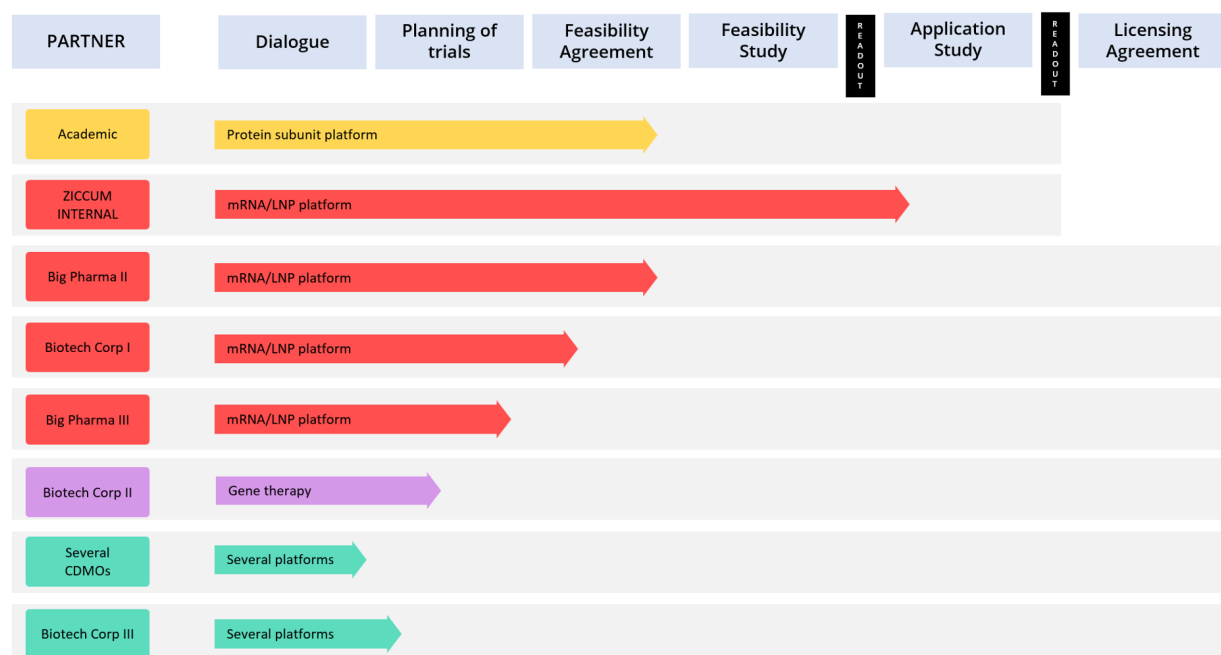 PARTNER
Dialogue
Planning of
trials
Feasibility
Agreement
Feasibility
Study
READOUT
Application
Study
READOUT
Licensing
Agreement
Academic
Protein subunit platform
ZICCUM
INTERNAL
mRNA/LNP platform
Big Pharma II
mRNA/LNP platform
Biotech Corp I
mRNA/LNP platform
Big Pharma III
mRNA/LNP platform
Biotech Corp II
Gene therapy
Several
CDMOs
Several platforms
Biotech Corp III
Several platforms